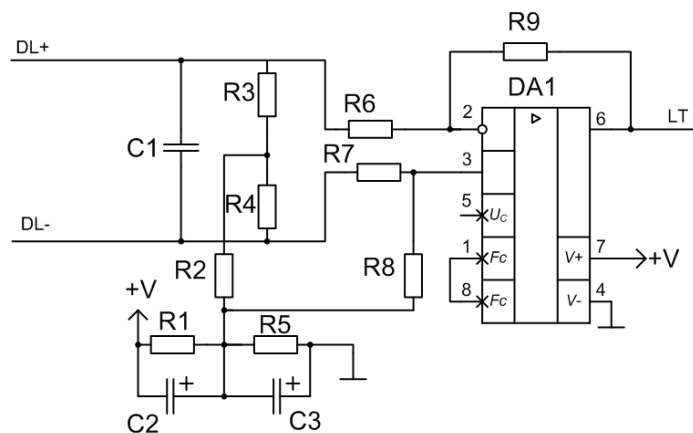 R9
DL+
R3
DA1
R6
2
6
LT
C1
R7
3
R4
5
Uc
DL-
R2
R8
1
Fc
V+
7
+V
+V
8
Fc
V-
4
R1
R5
+
+
C2
C3